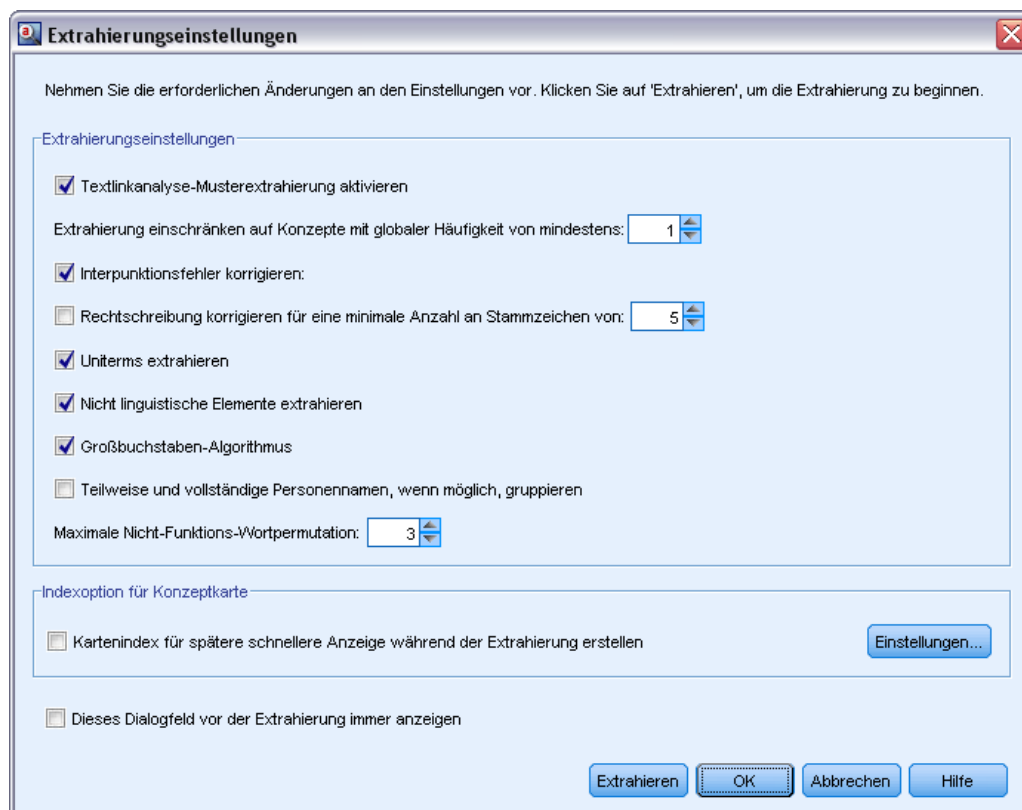 Extrahierungseinstellungen
Nehmen Sie die erforderlichen Änderungen an den Einstellungen vor. Klicken Sie auf 'Extrahieren', um die Extrahierung zu beginnen.
Extrahierungseinstellungen
Textlinkanalyse-Musterextrahierung aktivieren
Extrahierung einschränken auf Konzepte mit globaler Häufigkeit von mindestens: 1
Interpunktionsfehler korrigieren:
Rechtschreibung korrigieren für eine minimale Anzahl an Stammzeichen von: 5
Uniterms extrahieren
Nicht linguistische Elemente extrahieren
Großbuchstaben-Algorithmus
Teilweise und vollständige Personennamen, wenn möglich, gruppieren
Maximale Nicht-Funktions-Wortpermutation: 3
Indexoption für Konzeptkarte
Kartenindex für spätere schnellere Anzeige während der Extrahierung erstellen Einstellungen...
Dieses Dialogfeld vor der Extrahierung immer anzeigen
Extrahieren OK Abbrechen Hilfe